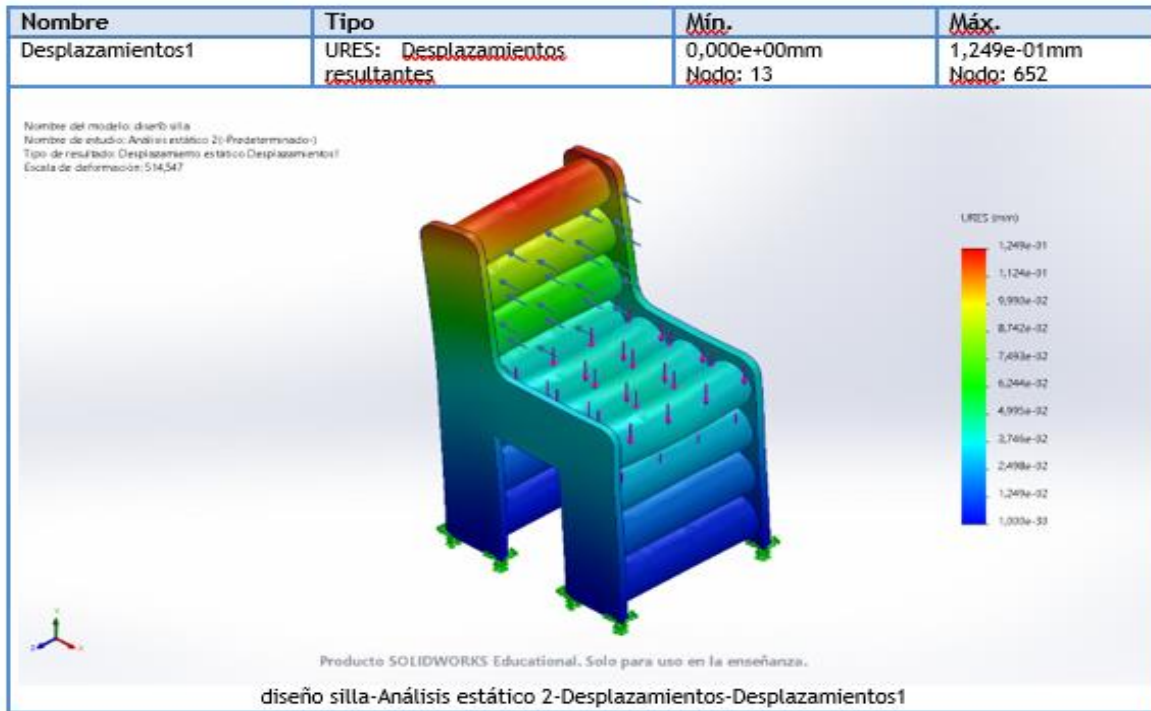 Nombre Tipo Mín. Máx.
Desplazamientos1 URES: Desplazamientos resultantes 0,000e+00mm Nodo: 13 1,249e-01mm Nodo: 652
Nombre del modelo: diseño silla
Nombre de estudio: Análisis estático 2(-Predeterminado-)
Tipo de resultado: Desplazamiento estático Desplazamientos1
Escala de deformación: 514,547
URES (mm)
1,249e-01
1,124e-01
9,990e-02
8,742e-02
7,493e-02
6,244e-02
4,995e-02
3,746e-02
2,498e-02
1,249e-02
1,000e-30
Producto SOLIDWORKS Educational. Solo para uso en la enseñanza.
diseño silla-Análisis estático 2-Desplazamientos-Desplazamientos1